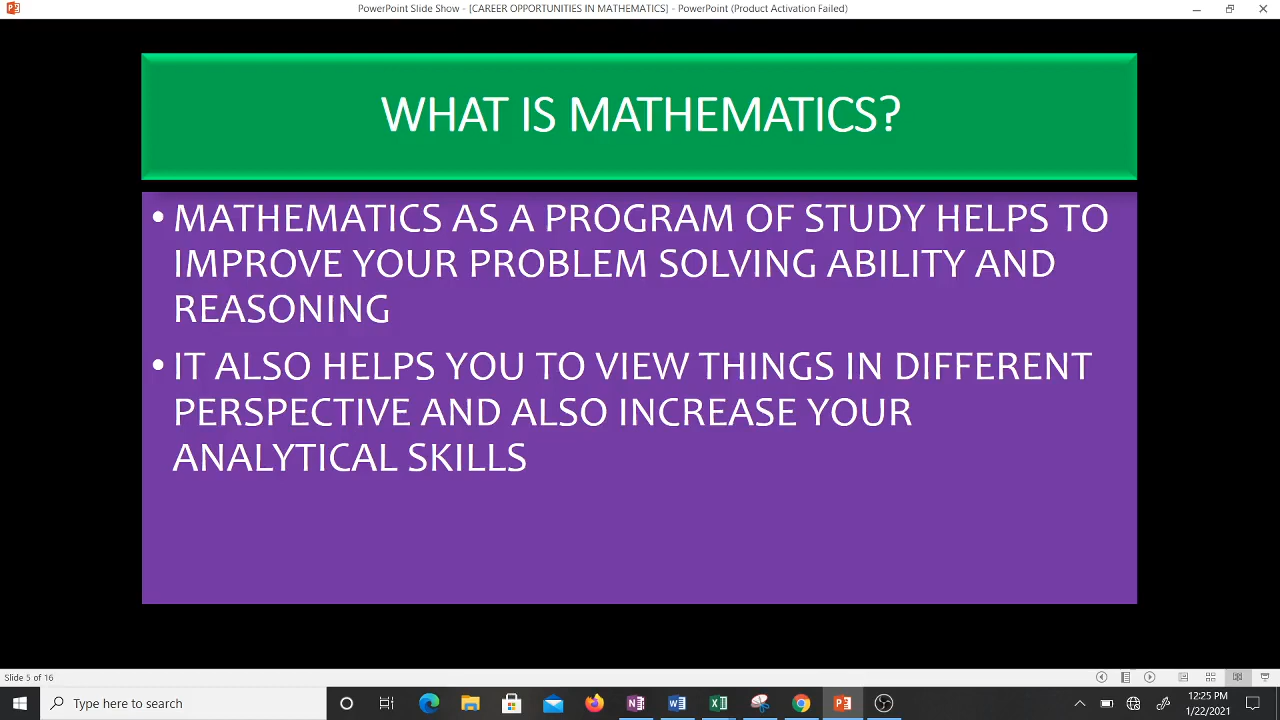 PowerPoint Slide Show - [CAREER OPPORTUNITIES IN MATHEMATICS] - PowerPoint (Product Activation Failed)
WHAT IS MATHEMATICS?
• MATHEMATICS AS A PROGRAM OF STUDY HELPS TO
IMPROVE YOUR PROBLEM SOLVING ABILITY AND
REASONING
• IT ALSO HELPS YOU TO VIEW THINGS IN DIFFERENT
PERSPECTIVE AND ALSO INCREASE YOUR
ANALYTICAL SKILLS
Slide 5 of 16
Type here to search
12:25 PM
1/22/2021